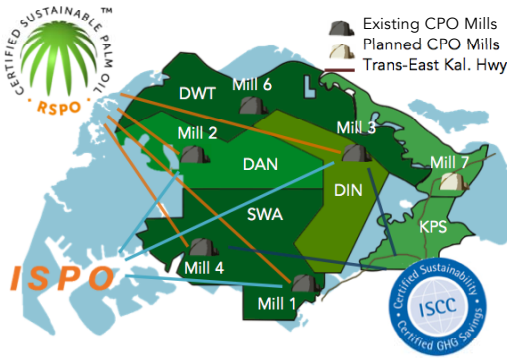 CERTIFIED SUSTAINABLE PALM OIL
TM
• RSPO •
Existing CPO Mills
Planned CPO Mills
Trans-East Kal. Hwy
DWT
Mill 6
Mill 2
Mill 3
Mill 7
DAN
DIN
SWA
KPS
Mill 4
Mill 1
ISPO
• Certified Sustainability •
ISCC
Certified GHG Savings